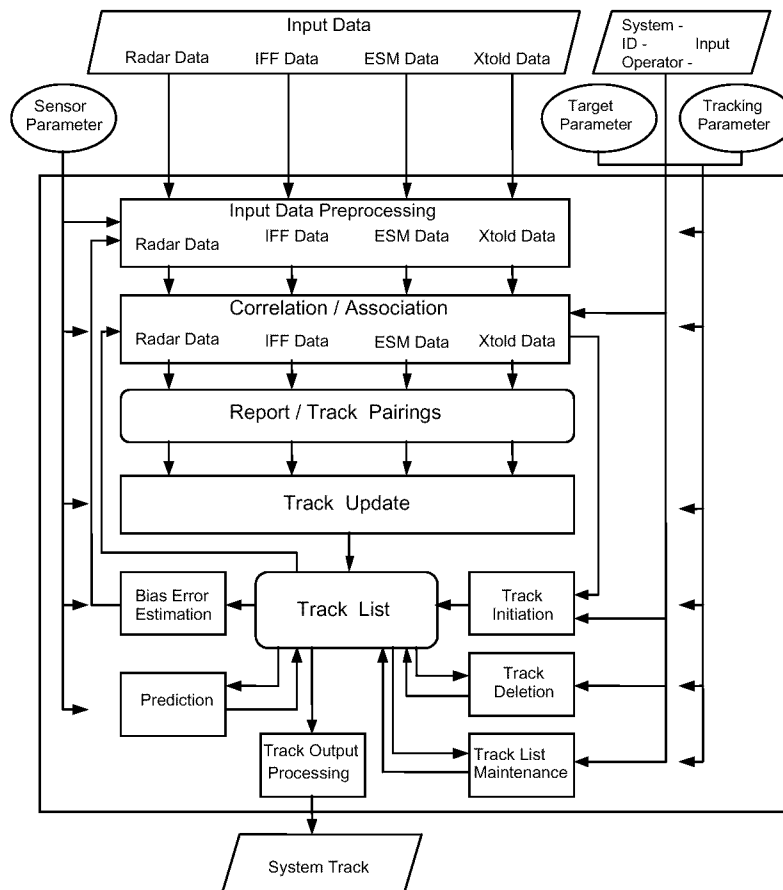 Input Data
Radar Data IFF Data ESM Data Xtold Data
System -
ID - Input
Operator -
Sensor
Parameter
Target
Parameter
Tracking
Parameter
Input Data Preprocessing
Radar Data IFF Data ESM Data Xtold Data
Correlation / Association
Radar Data IFF Data ESM Data Xtold Data
Report / Track Pairings
Track Update
Bias Error
Estimation
Track List
Track
Initiation
Prediction
Track
Deletion
Track Output
Processing
Track List
Maintenance
System Track